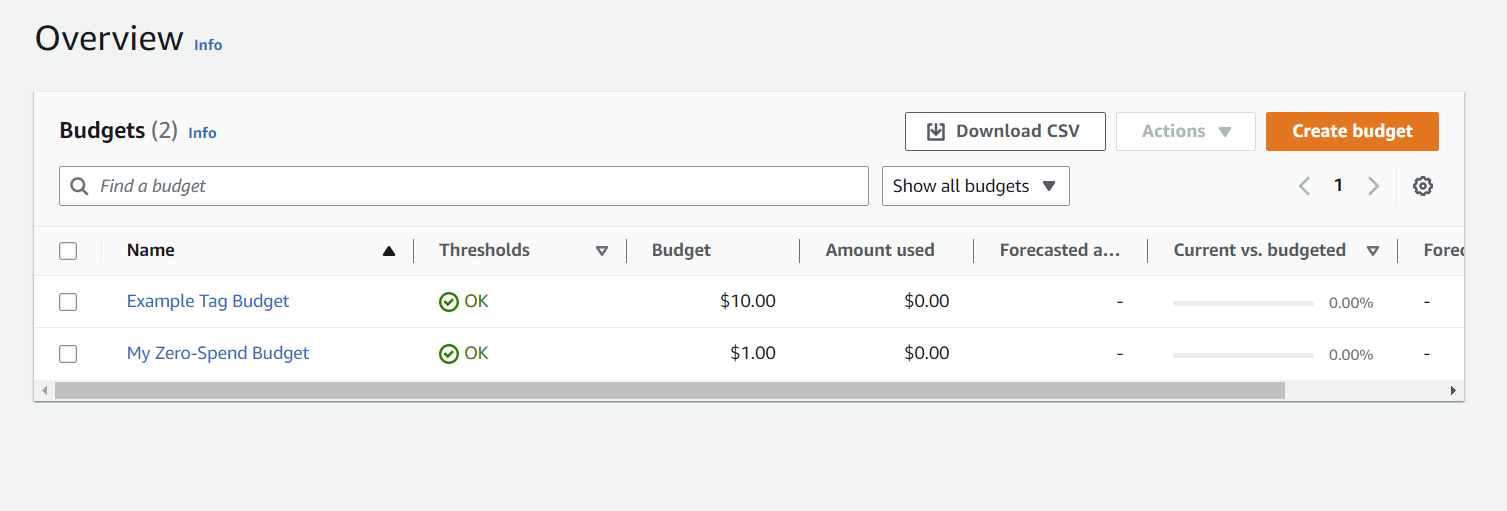 Overview Info
Budgets (2) Info
Download CSV
Actions
Create budget
Find a budget
Show all budgets
1
Name Thresholds Budget Amount used Forecasted a... Current vs. budgeted Forec
Example Tag Budget OK $10.00 $0.00 - 0.00% -
My Zero-Spend Budget OK $1.00 $0.00 - 0.00% -